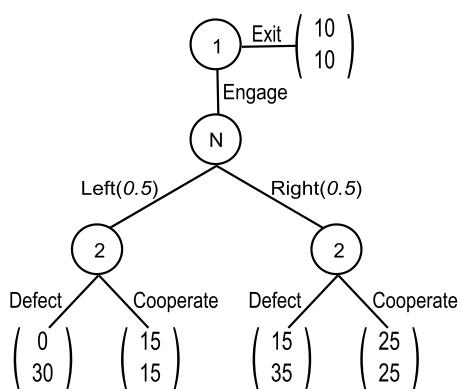 1 Exit 10
10
Engage
N
Left(0.5) Right(0.5)
2 2
Defect Cooperate Defect Cooperate
0 15 15 25
30 15 35 25